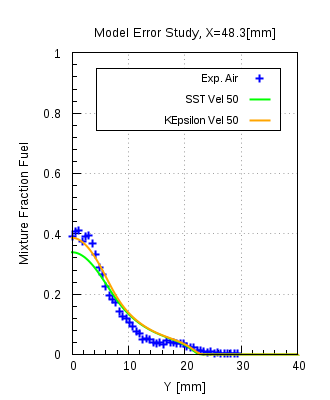 Model Error Study, X=48.3[mm]
1
Exp. Air
SST Vel 50
KEpsilon Vel 50
0.8
0.6
0.4
0.2
0
Mixture Fraction Fuel
0 10 20 30 40
Y [mm]